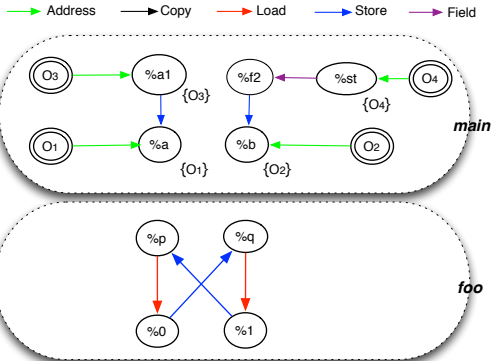 Address Copy Load Store Field
O3 %a1 %f2 %st O4
{O3} {O4}
main
O1 %a %b O2
{O1} {O2}
%p %q
foo
%0 %1